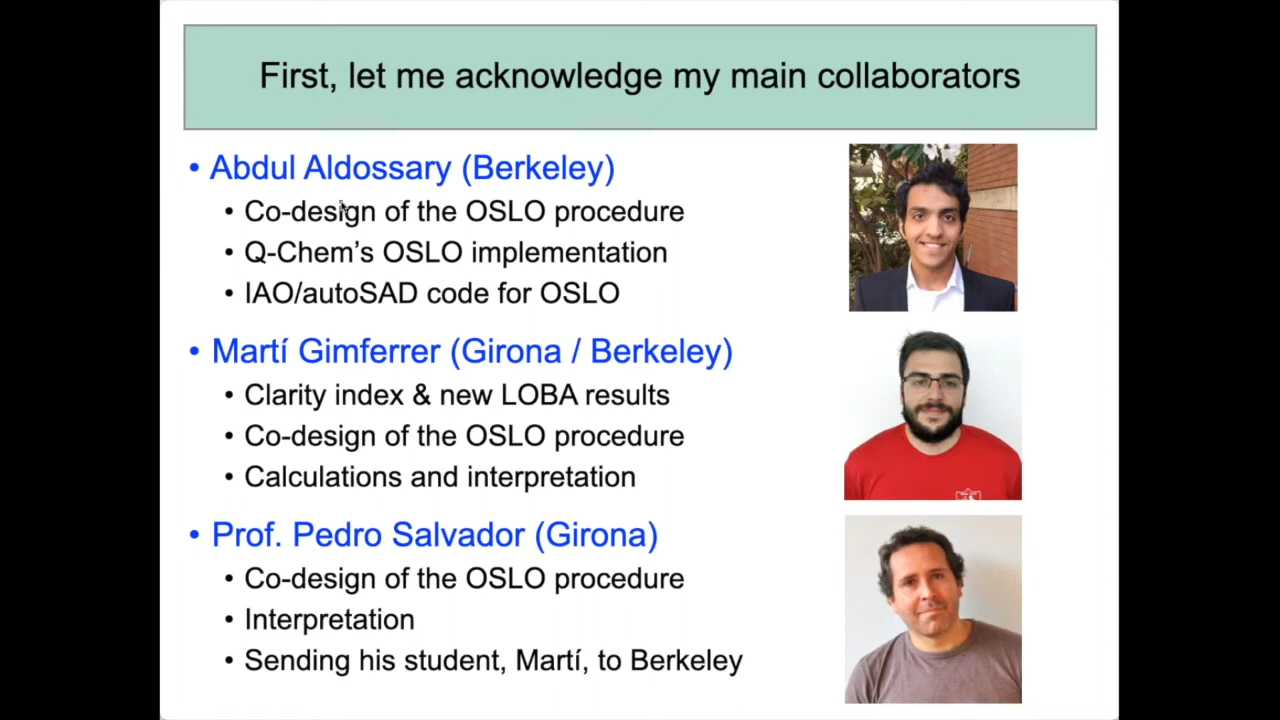 First, let me acknowledge my main collaborators
• Abdul Aldossary (Berkeley)
• Co-design of the OSLO procedure
• Q-Chem’s OSLO implementation
• IAO/autoSAD code for OSLO
• Martí Gimferrer (Girona / Berkeley)
• Clarity index & new LOBA results
• Co-design of the OSLO procedure
• Calculations and interpretation
• Prof. Pedro Salvador (Girona)
• Co-design of the OSLO procedure
• Interpretation
• Sending his student, Martí, to Berkeley